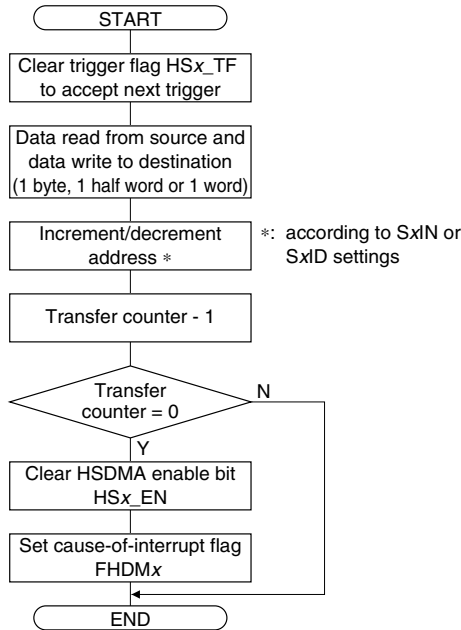 START
Clear trigger flag HSx_TF
to accept next trigger
Data read from source and
data write to destination
(1 byte, 1 half word or 1 word)
Increment/decrement
address *
*: according to SxIN or
SxID settings
Transfer counter - 1
Transfer
counter = 0
N
Y
Clear HSDMA enable bit
HSx_EN
Set cause-of-interrupt flag
FHDMx
END